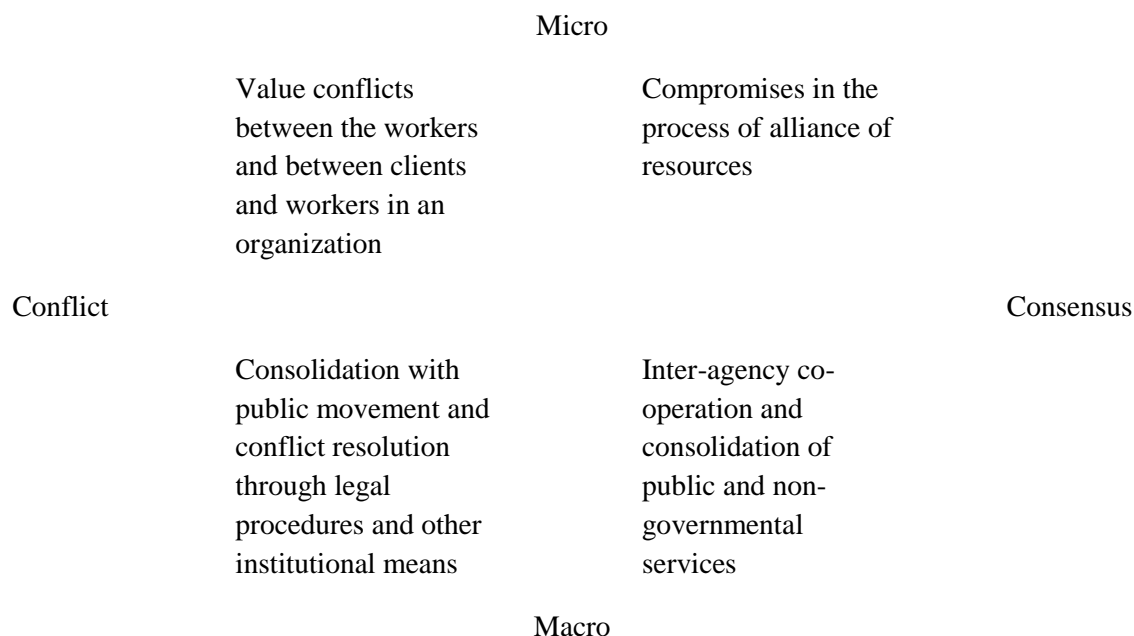 Micro
Value conflicts
between the workers
and between clients
and workers in an
organization
Compromises in the
process of alliance of
resources
Conflict
Consensus
Consolidation with
public movement and
conflict resolution
through legal
procedures and other
institutional means
Inter-agency co-
operation and
consolidation of
public and non-
governmental
services
Macro